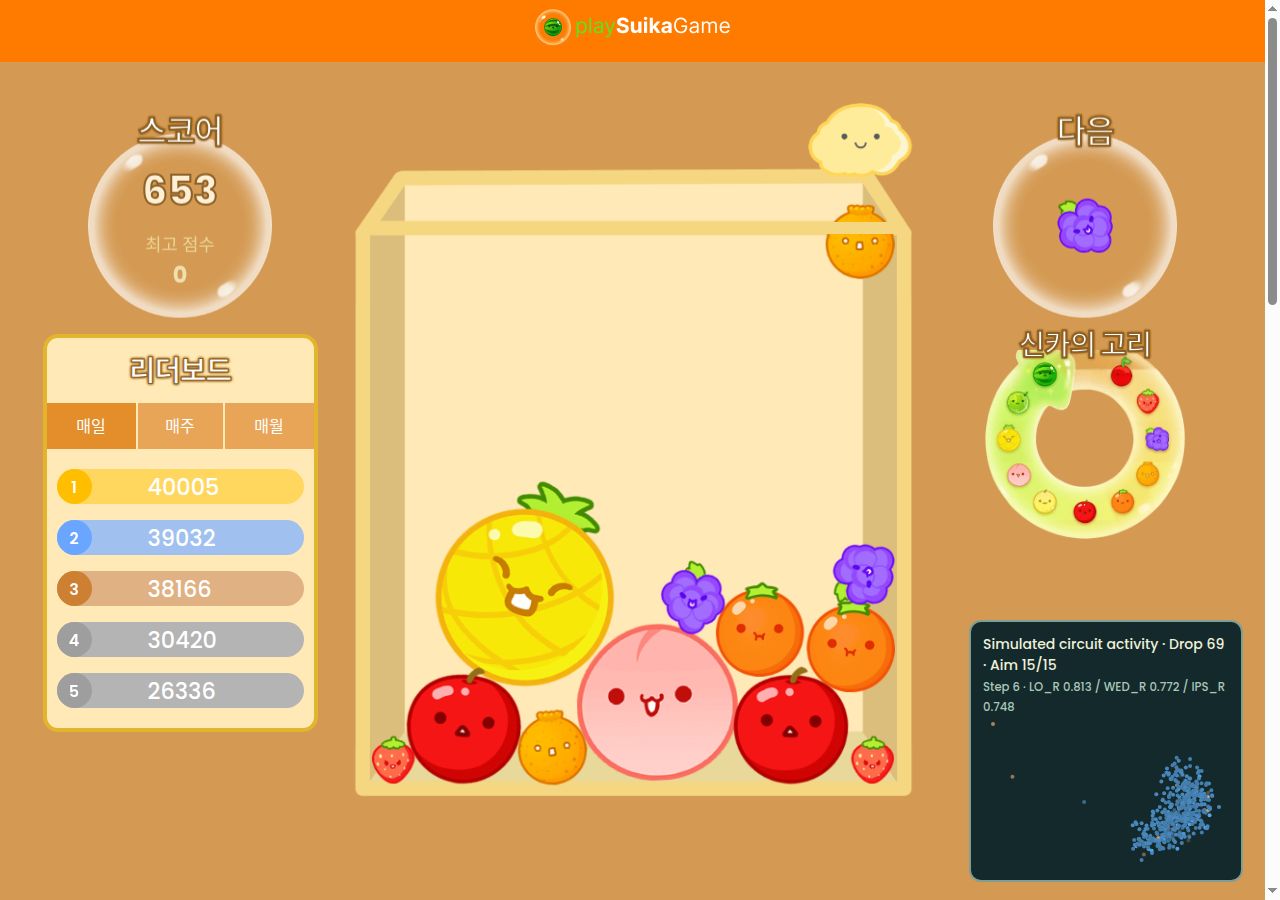 playSuikaGame
스코어
653
최고 점수
0
리더보드
매일 매주 매월
1 40005
2 39032
3 38166
4 30420
5 26336
다음
신카의 고리
Simulated circuit activity · Drop 69
· Aim 15/15
Step 6 · LO_R 0.813 / WED_R 0.772 / IPS_R
0.748